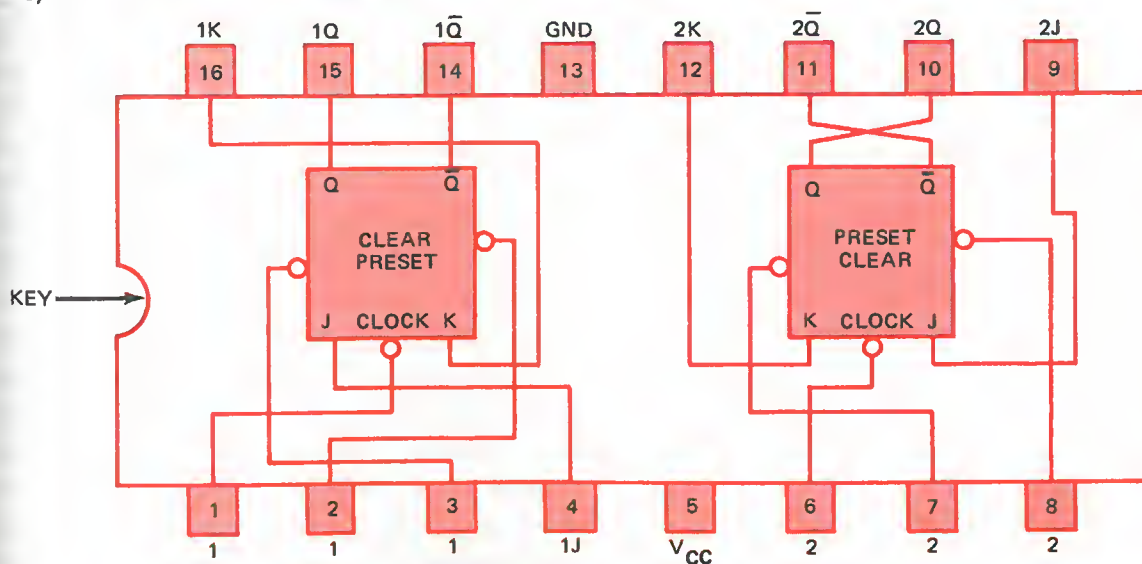 1K 1Q 1Q̅ GND 2K 2Q̅ 2Q 2J
16 15 14 13 12 11 10 9
Q Q̅ Q Q̅
CLEAR PRESET
PRESET CLEAR
KEY
J CLOCK K K CLOCK J
1 2 3 4 5 6 7 8
1 1 1 1J VCC 2 2 2